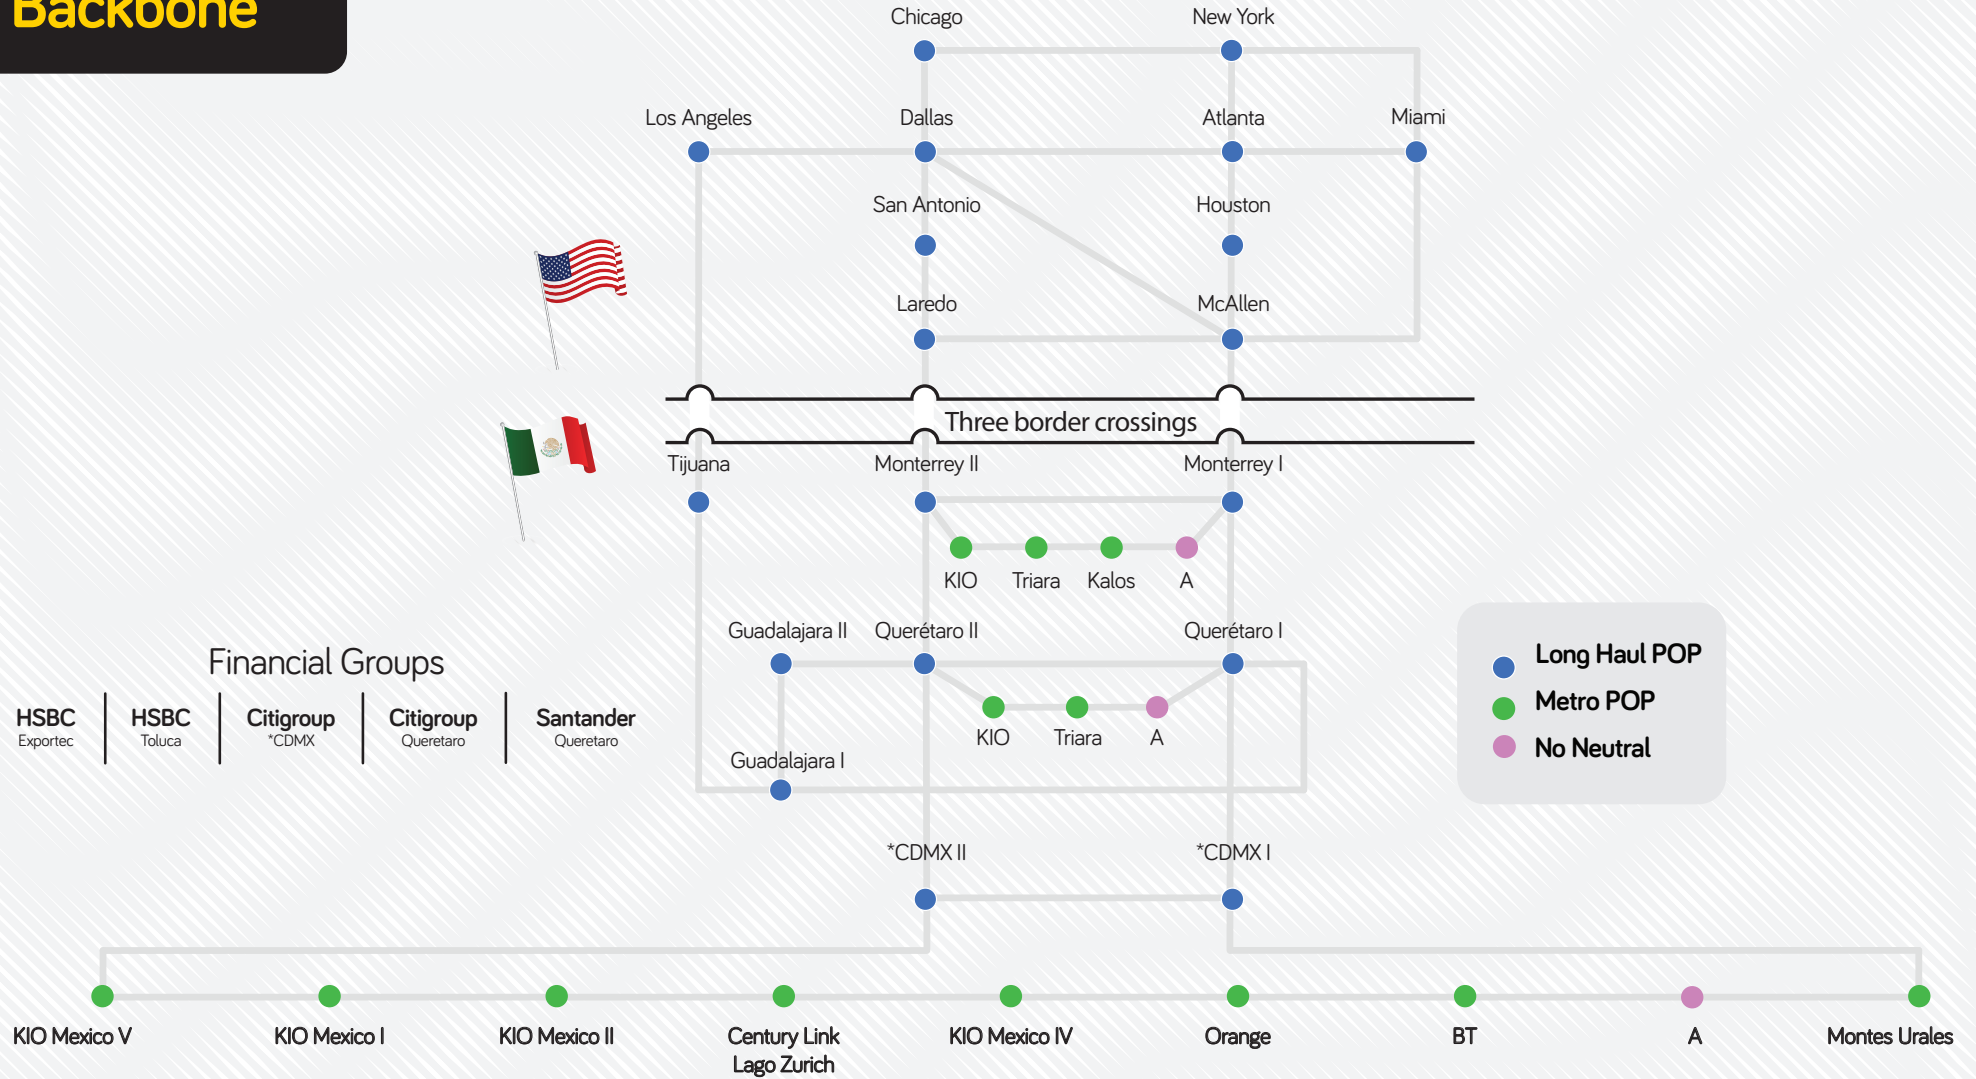 Backbone
Chicago
New York
Los Angeles
Dallas
Atlanta
Miami
San Antonio
Houston
Laredo
McAllen
Three border crossings
Tijuana
Monterrey II
Monterrey I
KIO
Triara
Kalos
A
Guadalajara II
Querétaro II
Querétaro I
KIO
Triara
A
Guadalajara I
Financial Groups
HSBC
Exportec
HSBC
Toluca
Citigroup
*CDMX
Citigroup
Queretaro
Santander
Queretaro
Long Haul POP
Metro POP
No Neutral
*CDMX II
*CDMX I
KIO Mexico V
KIO Mexico I
KIO Mexico II
Century Link
Lago Zurich
KIO Mexico IV
Orange
BT
A
Montes Urales